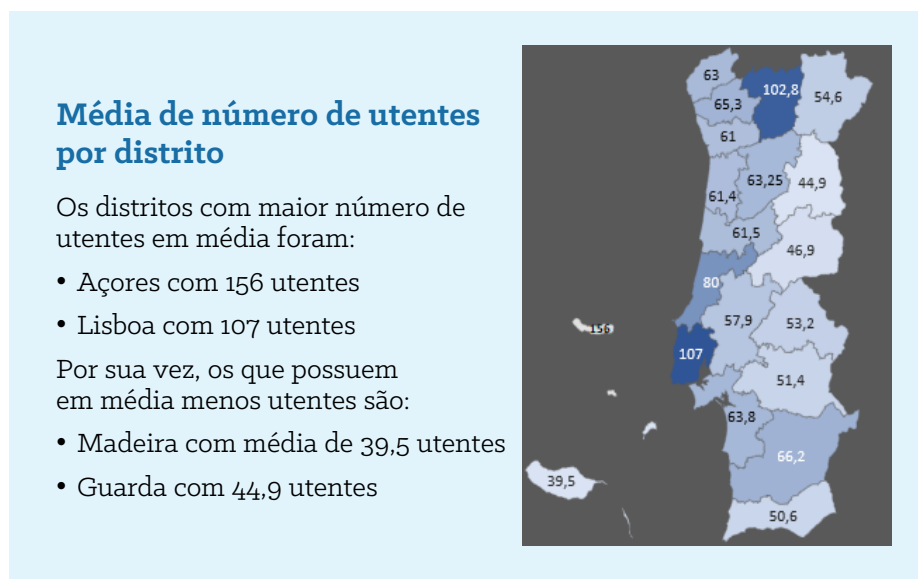 Média de número de utentes
por distrito
Os distritos com maior número de
utentes em média foram:
• Açores com 156 utentes
• Lisboa com 107 utentes
Por sua vez, os que possuem
em média menos utentes são:
• Madeira com média de 39,5 utentes
• Guarda com 44,9 utentes
63
102,8
54,6
65,3
61
63,25
44,9
61,4
61,5
46,9
80
57,9
53,2
156
107
51,4
63,8
66,2
39,5
50,6